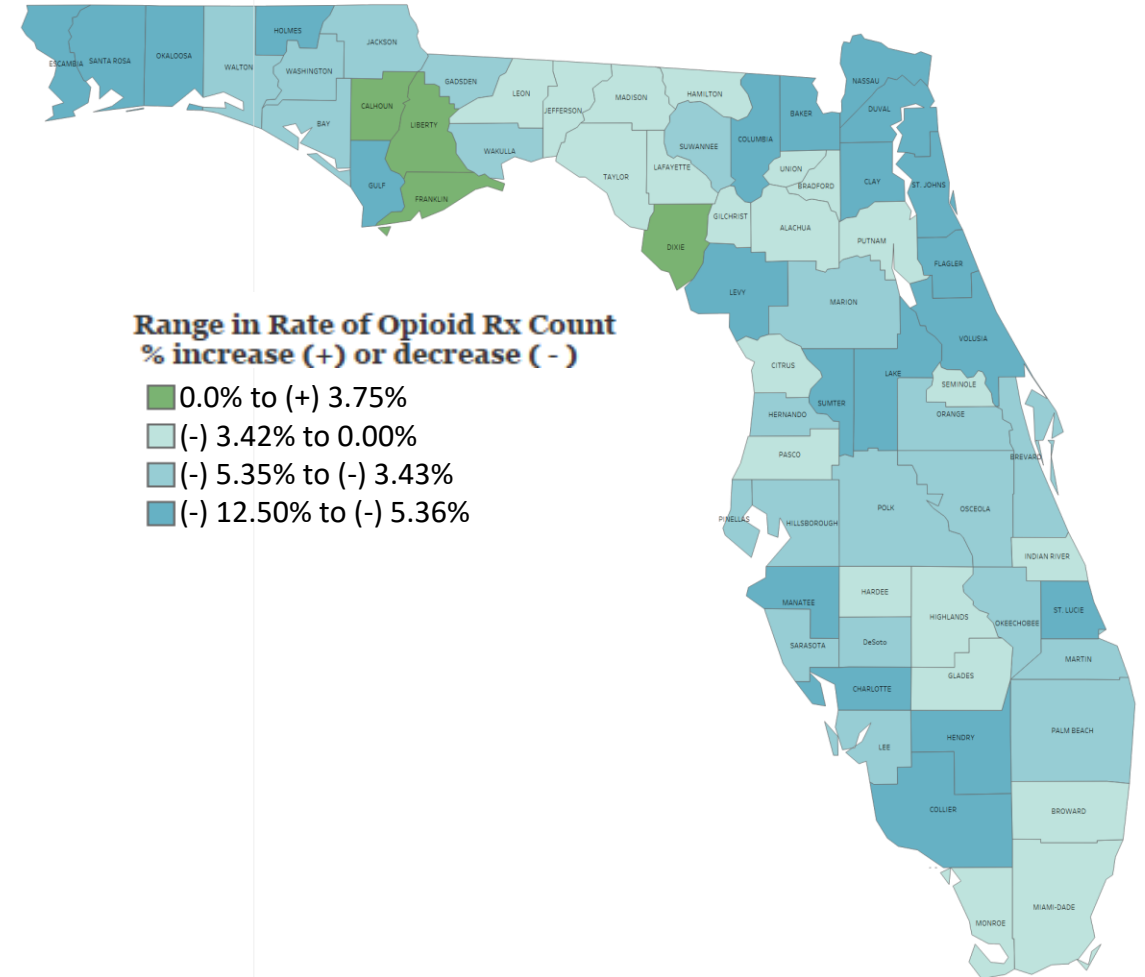 HOLMES
JACKSON
ESCAMBIA
SANTA ROSA
OKALOOSA
WALTON
WASHINGTON
GADSDEN
LEON
JEFFERSON
MADISON
HAMILTON
NASSAU
DUVAL
BAKER
COLUMBIA
CALHOUN
LIBERTY
BAY
WAKULLA
SUWANNEE
LAFAYETTE
TAYLOR
UNION
BRADFORD
CLAY
ST. JOHNS
GULF
FRANKLIN
GILCHRIST
ALACHUA
PUTNAM
DIXIE
FLAGLER
LEVY
MARION
VOLUSIA
Range in Rate of Opioid Rx Count
% increase (+) or decrease ( - )
0.0% to (+) 3.75%
(-) 3.42% to 0.00%
(-) 5.35% to (-) 3.43%
(-) 12.50% to (-) 5.36%
CITRUS
LAKE
SEMINOLE
SUMTER
HERNANDO
ORANGE
PASCO
BREVARD
POLK
OSCEOLA
PINELLAS
HILLSBOROUGH
INDIAN RIVER
HARDEE
MANATEE
HIGHLANDS
OKEECHOBEE
ST. LUCIE
SARASOTA
DeSoto
MARTIN
GLADES
CHARLOTTE
PALM BEACH
HENDRY
LEE
COLLIER
BROWARD
MIAMI-DADE
MONROE